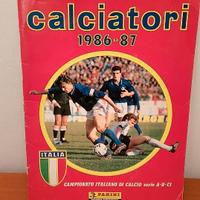 calciatori
1986-87
ITALIA
CAMPIONATO ITALIANO DI CALCIO serie A-B-C1
PANINI